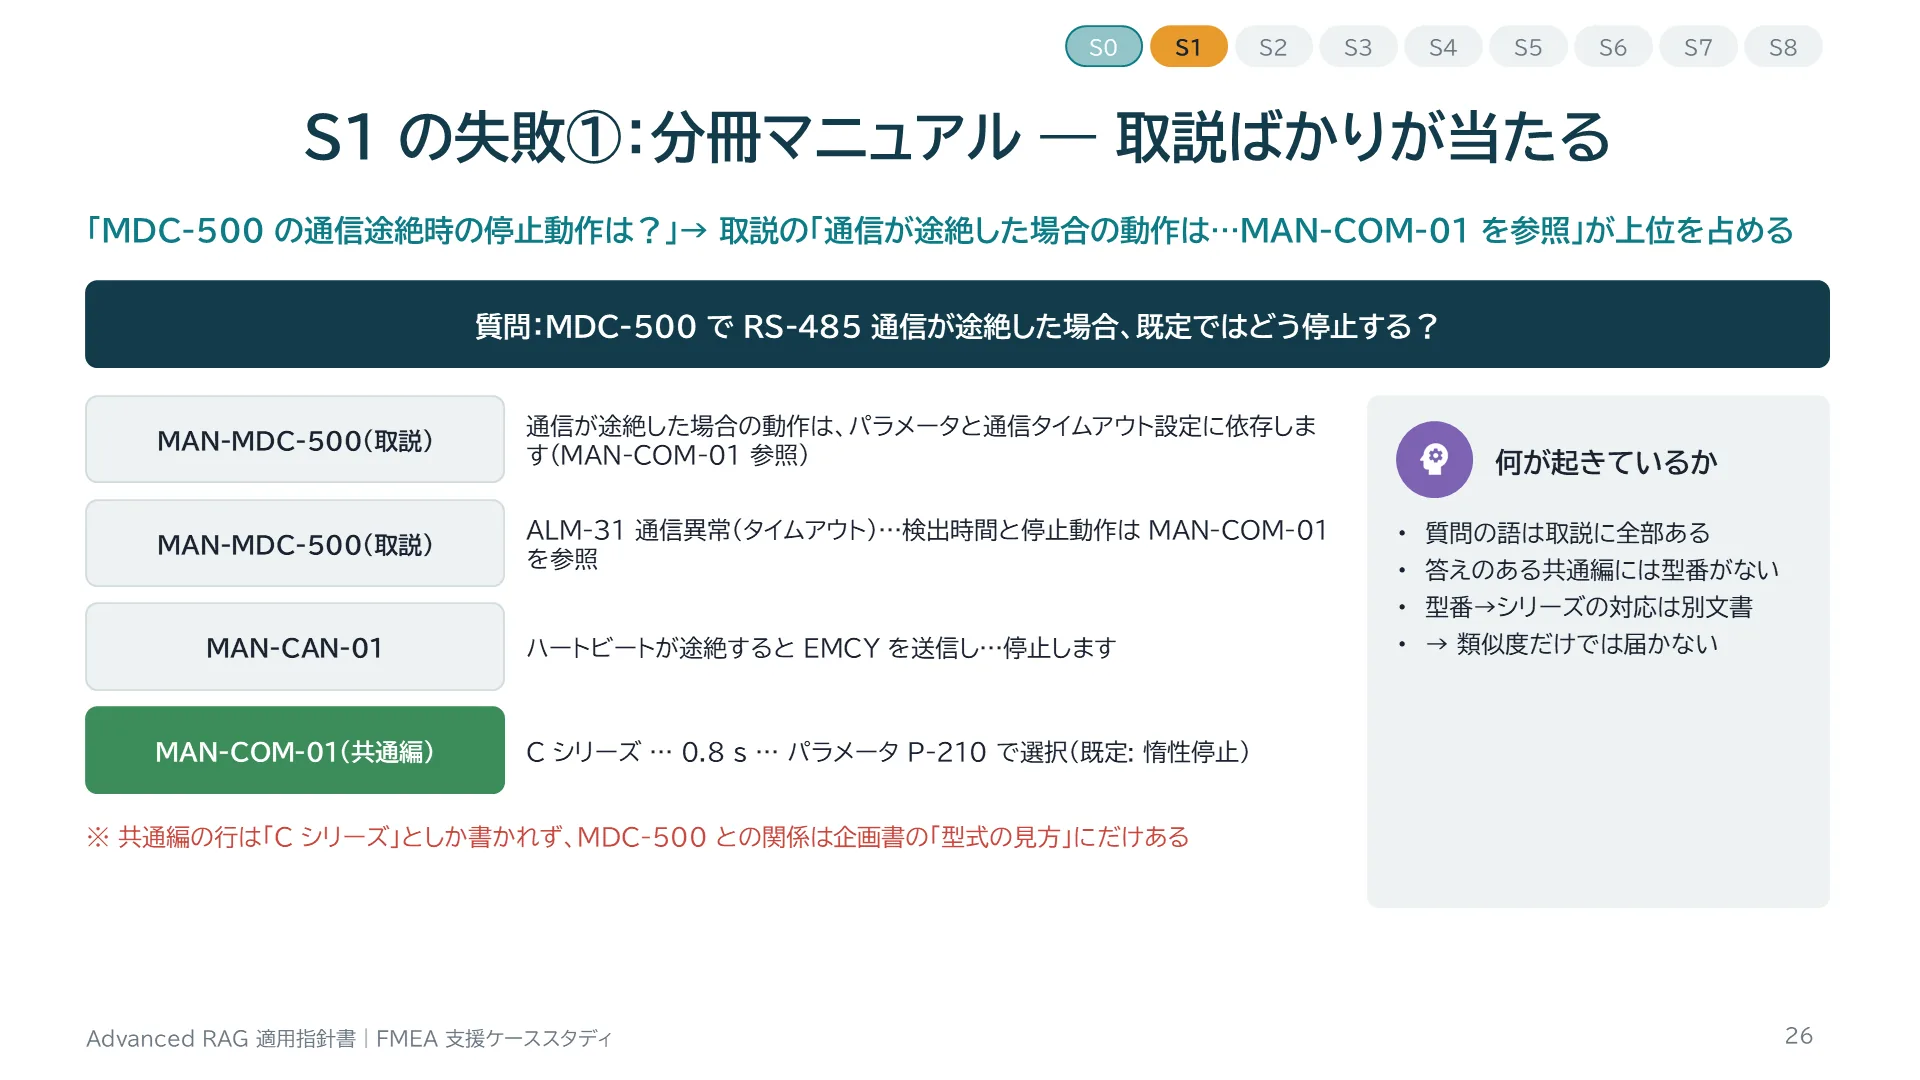 S0 S1 S2 S3 S4 S5 S6 S7 S8
S1 の失敗①：分冊マニュアル ― 取説ばかりが当たる
「MDC-500 の通信途絶時の停止動作は？」→ 取説の「通信が途絶した場合の動作は…MAN-COM-01 を参照」が上位を占める
質問：MDC-500 で RS-485 通信が途絶した場合、既定ではどう停止する？
MAN-MDC-500（取説）
通信が途絶した場合の動作は、パラメータと通信タイムアウト設定に依存しま
す（MAN-COM-01 参照）
MAN-MDC-500（取説）
ALM-31 通信異常（タイムアウト）…検出時間と停止動作は MAN-COM-01
を参照
MAN-CAN-01
ハートビートが途絶すると EMCY を送信し…停止します
MAN-COM-01（共通編）
C シリーズ … 0.8 s … パラメータ P-210 で選択（既定: 惰性停止）
※ 共通編の行は「C シリーズ」としか書かれず、MDC-500 との関係は企画書の「型式の見方」にだけある
何が起きているか
• 質問の語は取説に全部ある
• 答えのある共通編には型番がない
• 型番→シリーズの対応は別文書
• → 類似度だけでは届かない
Advanced RAG 適用指針書｜FMEA 支援ケーススタディ
26